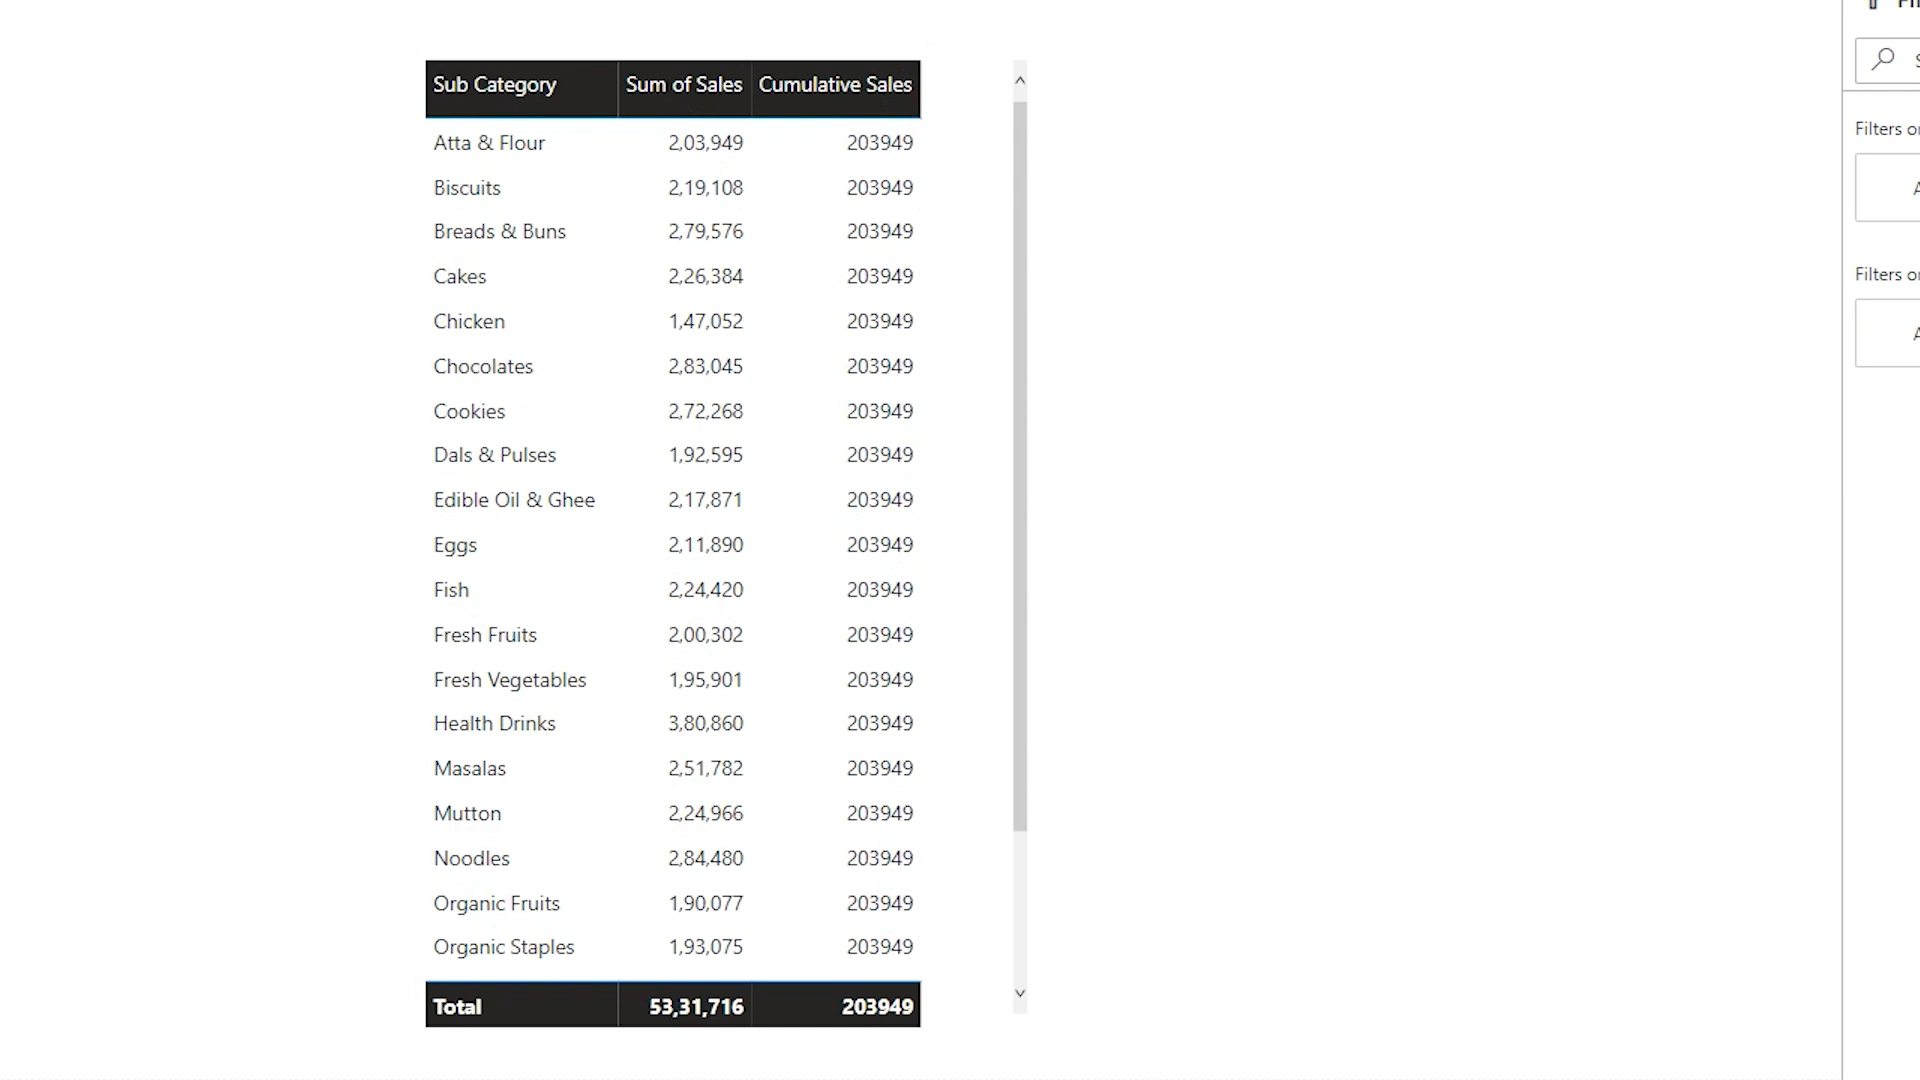 Sub Category Sum of Sales Cumulative Sales
Atta & Flour 2,03,949 203949
Biscuits 2,19,108 203949
Breads & Buns 2,79,576 203949
Cakes 2,26,384 203949
Chicken 1,47,052 203949
Chocolates 2,83,045 203949
Cookies 2,72,268 203949
Dals & Pulses 1,92,595 203949
Edible Oil & Ghee 2,17,871 203949
Eggs 2,11,890 203949
Fish 2,24,420 203949
Fresh Fruits 2,00,302 203949
Fresh Vegetables 1,95,901 203949
Health Drinks 3,80,860 203949
Masalas 2,51,782 203949
Mutton 2,24,966 203949
Noodles 2,84,480 203949
Organic Fruits 1,90,077 203949
Organic Staples 1,93,075 203949
Total 53,31,716 203949
Filters
Filters